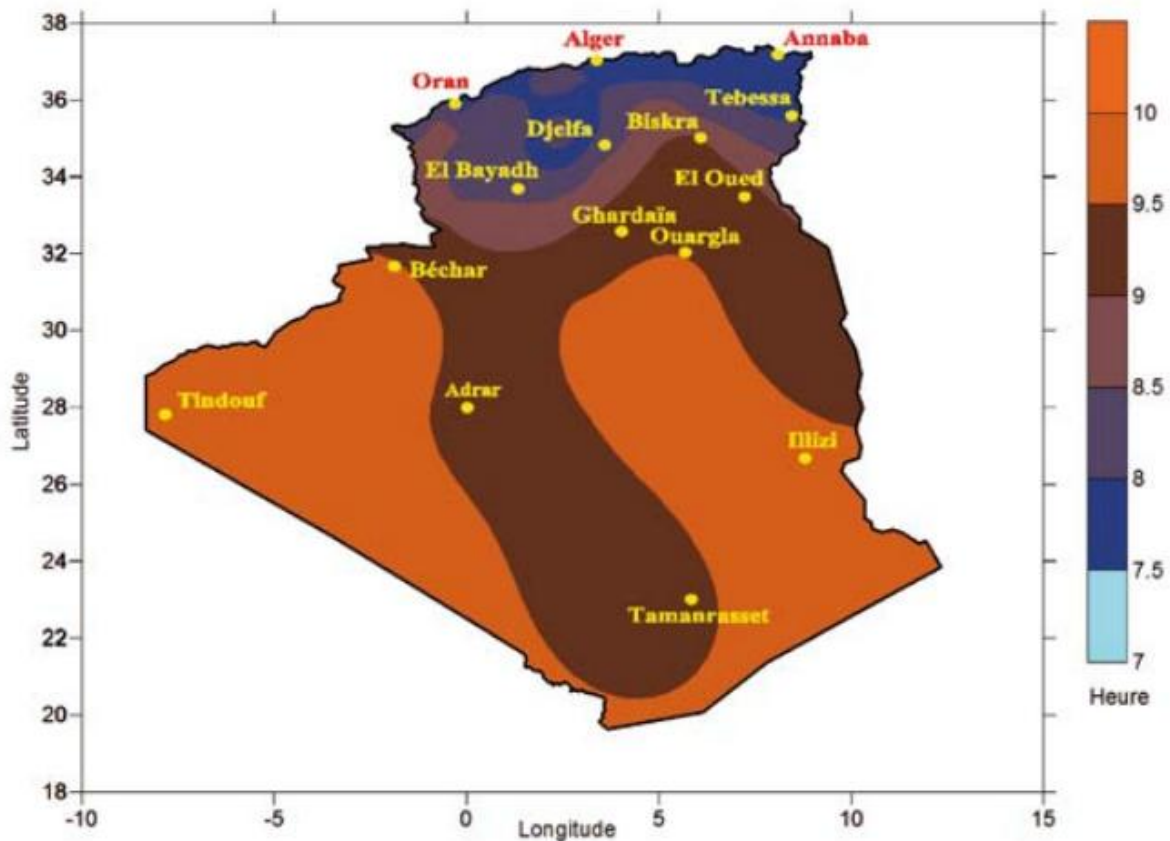 38
36
34
32
30
28
26
24
22
20
18
Latitude
-10
-5
0
5
10
15
Longitude
Alger
Annaba
Oran
Tebessa
Djelfa
Biskra
El Bayadh
El Oued
Ghardaïa
Ouargla
Béchar
Adrar
Tindouf
Illizi
Tamanrasset
10
9.5
9
8.5
8
7.5
7
Heure